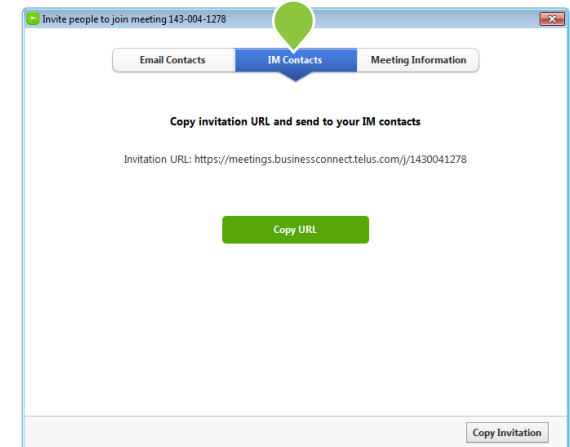 Invite people to join meeting 143-004-1278
Email Contacts IM Contacts Meeting Information
Copy invitation URL and send to your IM contacts
Invitation URL: https://meetings.businessconnect.telus.com/j/1430041278
Copy URL
Copy Invitation